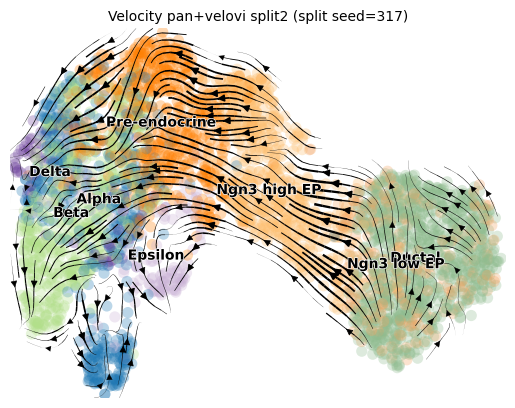 Velocity pan+velovi split2 (split seed=317)
Pre-endocrine
Delta
Ngn3 high EP
Alpha
Beta
Epsilon
Ductal
Ngn3 low EP